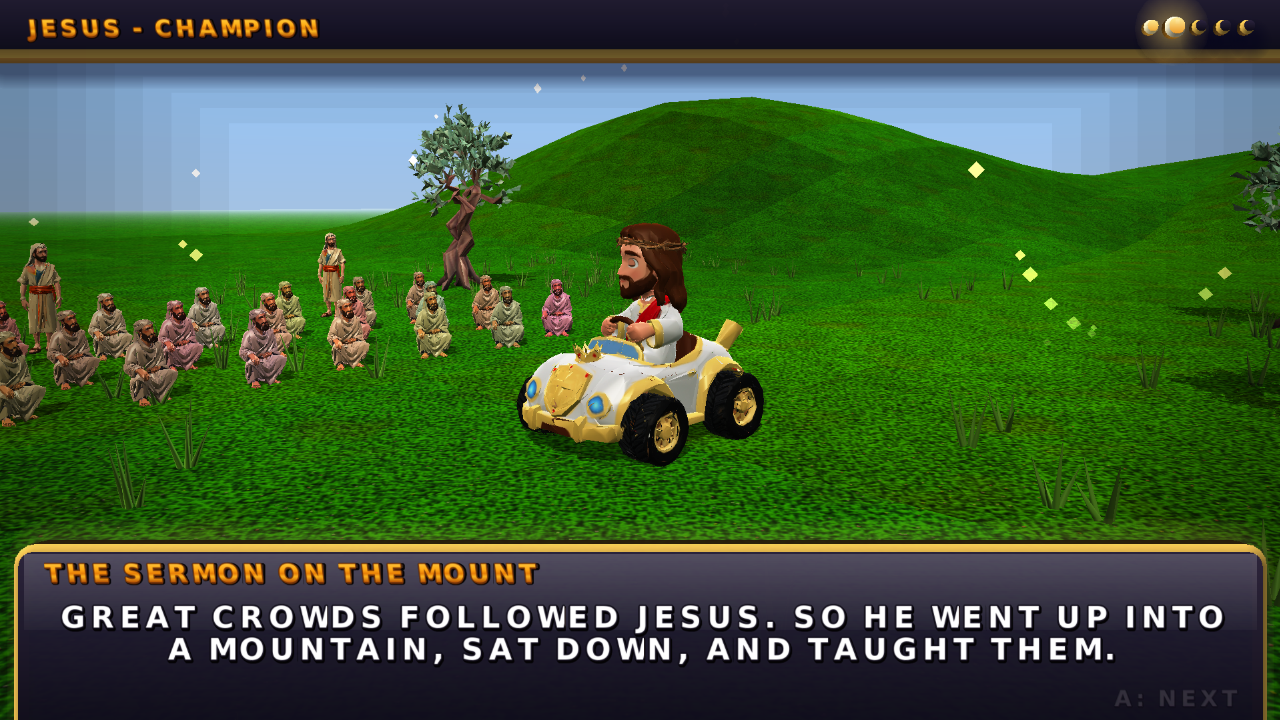 JESUS - CHAMPION
THE SERMON ON THE MOUNT
GREAT CROWDS FOLLOWED JESUS. SO HE WENT UP INTO
A MOUNTAIN, SAT DOWN, AND TAUGHT THEM.
A: NEXT